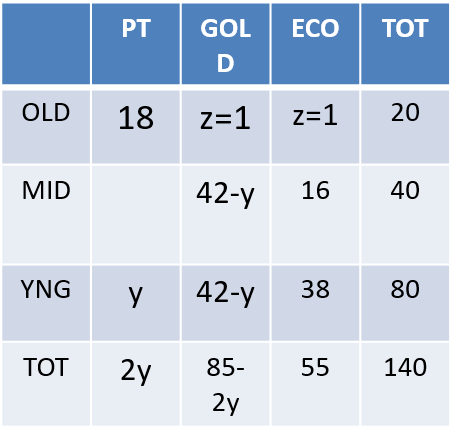 PT GOL ECO TOT
D
OLD 18 z=1 z=1 20
MID 42-y 16 40
YNG y 42-y 38 80
TOT 2y 85- 55 140
2y